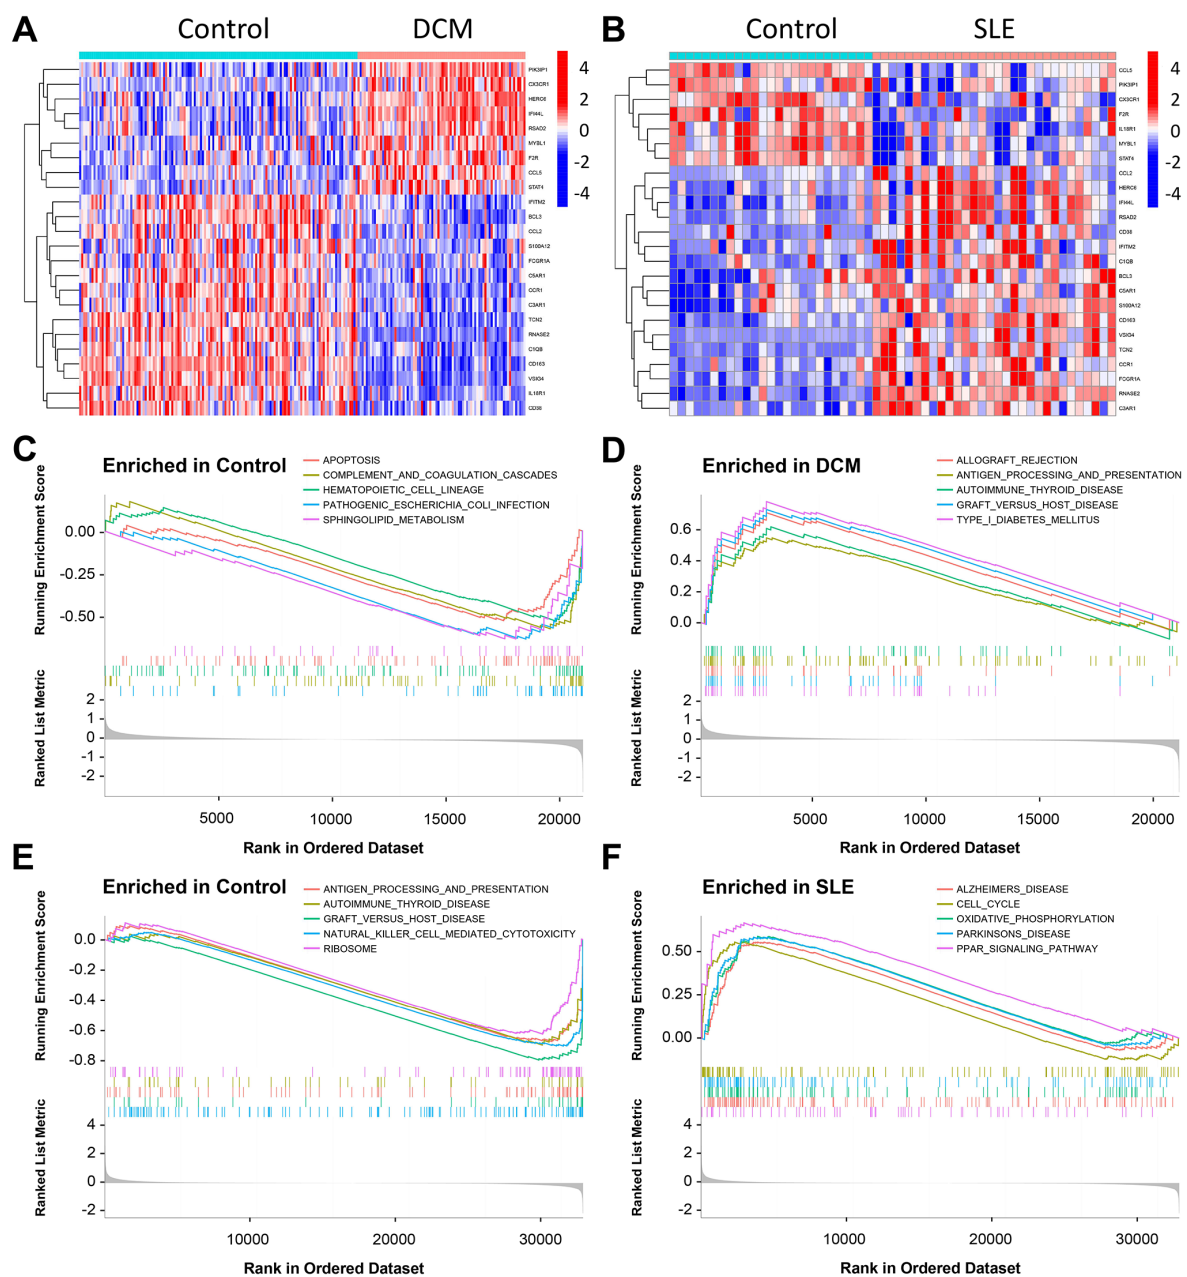 A
Control
DCM
PIK3IP1
CX3CR1
HERC6
IFI44L
RSAD2
MYBL1
F2R
CCL5
STAT4
IFITM2
BCL3
CCL2
S100A12
FCGR1A
C5AR1
CCR1
C3AR1
TCN2
RNASE2
C1QB
CD163
VSIG4
IL18R1
CD38
4
2
0
-2
-4
B
Control
SLE
CCL5
PIK3IP1
CX3CR1
F2R
IL18R1
MYBL1
STAT4
CCL2
HERC6
IFI44L
RSAD2
CD38
IFITM2
C1QB
BCL3
C5AR1
S100A12
CD163
VSIG4
TCN2
CCR1
FCGR1A
RNASE2
C3AR1
4
2
0
-2
-4
C
Enriched in Control
APOPTOSIS
COMPLEMENT_AND_COAGULATION_CASCADES
HEMATOPOIETIC_CELL_LINEAGE
PATHOGENIC_ESCHERICHIA_COLI_INFECTION
SPHINGOLIPID_METABOLISM
Running Enrichment Score
0.00
-0.25
-0.50
Ranked List Metric
2
1
0
-1
-2
5000
10000
15000
20000
Rank in Ordered Dataset
D
Enriched in DCM
ALLOGRAFT_REJECTION
ANTIGEN_PROCESSING_AND_PRESENTATION
AUTOIMMUNE_THYROID_DISEASE
GRAFT_VERSUS_HOST_DISEASE
TYPE_I_DIABETES_MELLITUS
Running Enrichment Score
0.6
0.4
0.2
0.0
Ranked List Metric
2
1
0
-1
-2
5000
10000
15000
20000
Rank in Ordered Dataset
E
Enriched in Control
ANTIGEN_PROCESSING_AND_PRESENTATION
AUTOIMMUNE_THYROID_DISEASE
GRAFT_VERSUS_HOST_DISEASE
NATURAL_KILLER_CELL_MEDIATED_CYTOTOXICITY
RIBOSOME
Running Enrichment Score
0.0
-0.2
-0.4
-0.6
-0.8
Ranked List Metric
4
2
0
-2
10000
20000
30000
Rank in Ordered Dataset
F
Enriched in SLE
ALZHEIMERS_DISEASE
CELL_CYCLE
OXIDATIVE_PHOSPHORYLATION
PARKINSONS_DISEASE
PPAR_SIGNALING_PATHWAY
Running Enrichment Score
0.50
0.25
0.00
Ranked List Metric
4
2
0
-2
10000
20000
30000
Rank in Ordered Dataset